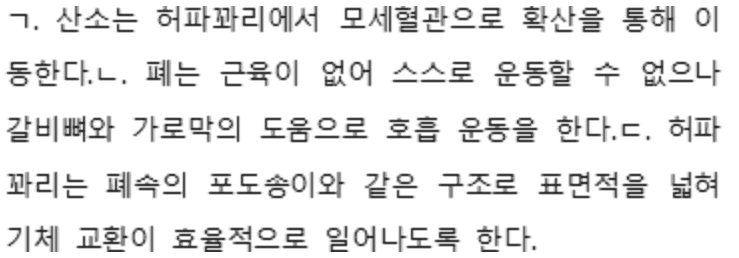 ㄱ. 산소는 허파꽈리에서 모세혈관으로 확산을 통해 이
동한다.ㄴ. 폐는 근육이 없어 스스로 운동할 수 없으나
갈비뼈와 가로막의 도움으로 호흡 운동을 한다.ㄷ. 허파
꽈리는 폐속의 포도송이와 같은 구조로 표면적을 넓혀
기체 교환이 효율적으로 일어나도록 한다.